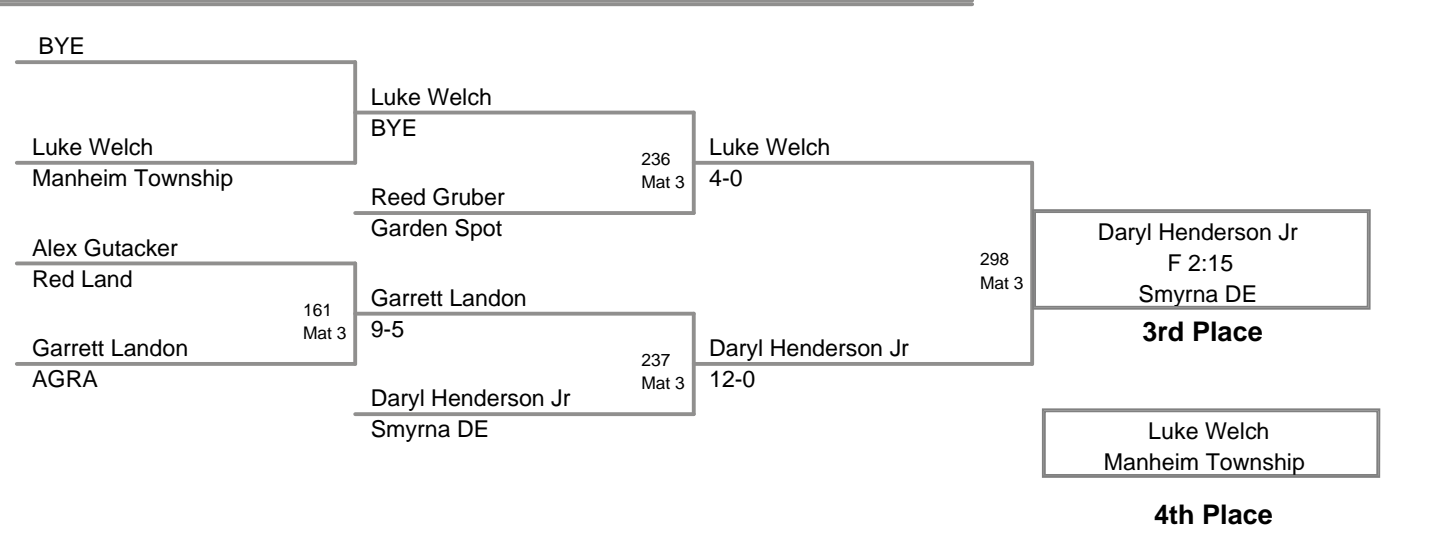 BYE
Luke Welch
BYE
Luke Welch
Manheim Township
236
Mat 3
Luke Welch
4-0
Reed Gruber
Garden Spot
Alex Gutacker
Red Land
161
Mat 3
Garrett Landon
9-5
Garrett Landon
AGRA
237
Mat 3
Daryl Henderson Jr
12-0
Daryl Henderson Jr
Smyrna DE
298
Mat 3
Daryl Henderson Jr
F 2:15
Smyrna DE
3rd Place
Luke Welch
Manheim Township
4th Place